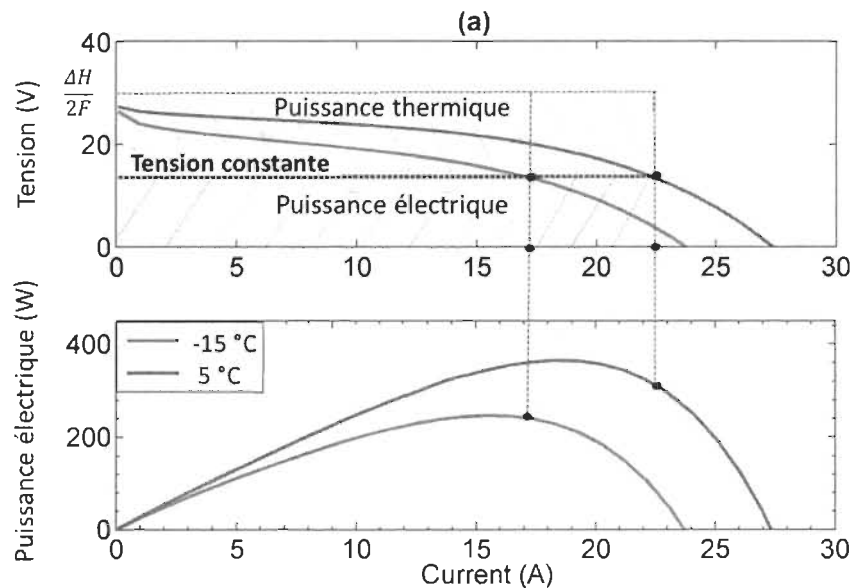 (a)
40
ΔH
2F
20
0
Tension (V)
Puissance thermique
Tension constante
Puissance électrique
0 5 10 15 20 25 30
400
200
0
Puissance électrique (W)
-15 °C
5 °C
0 5 10 15 20 25 30
Current (A)